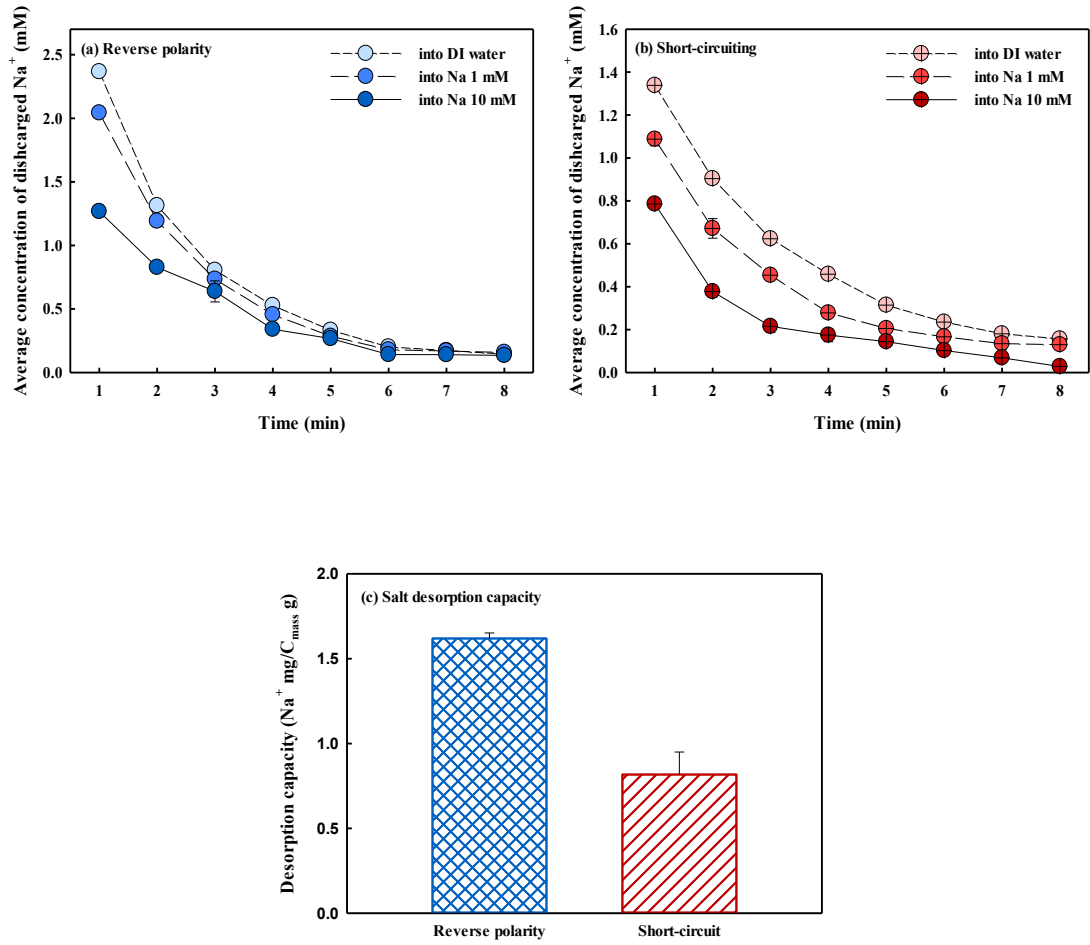 (a) Reverse polarity
into DI water
into Na 1 mM
into Na 10 mM
Average concentration of dishcarged Na⁺ (mM)
2.5
2.0
1.5
1.0
0.5
0.0
1 2 3 4 5 6 7 8
Time (min)
(b) Short-circuiting
into DI water
into Na 1 mM
into Na 10 mM
Average concentration of dishcarged Na⁺ (mM)
1.6
1.4
1.2
1.0
0.8
0.6
0.4
0.2
0.0
1 2 3 4 5 6 7 8
Time (min)
(c) Salt desorption capacity
Desorption capacity (Na⁺ mg/C_mass g)
2.0
1.5
1.0
0.5
0.0
Reverse polarity Short-circuit